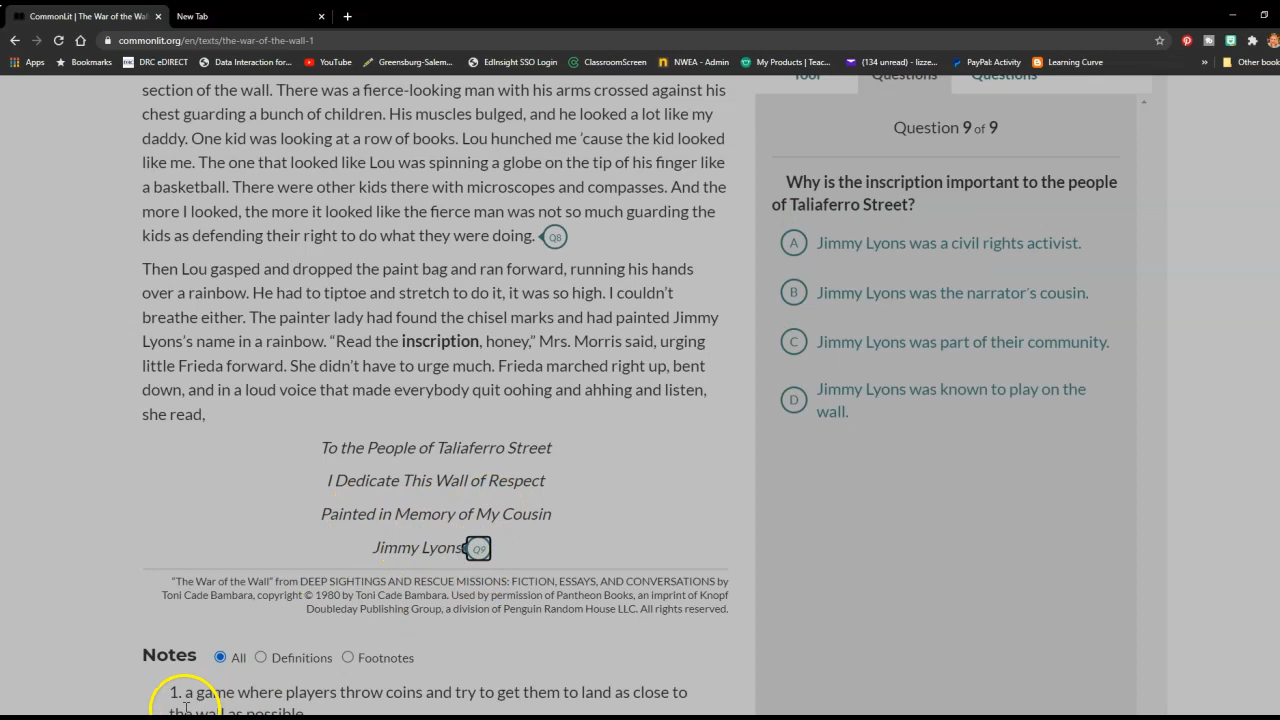 CommonLit | The War of the Wal
New Tab
commonlit.org/en/texts/the-war-of-the-wall-1
Apps
Bookmarks
DRC eDIRECT
Data Interaction for...
YouTube
Greensburg-Salem...
EdInsight SSO Login
ClassroomScreen
NWEA - Admin
My Products | Teac...
(134 unread) - lizze...
PayPal: Activity
Learning Curve
»
Other book
Tool
Questions
Questions
section of the wall. There was a fierce-looking man with his arms crossed against his
chest guarding a bunch of children. His muscles bulged, and he looked a lot like my
daddy. One kid was looking at a row of books. Lou hunched me ’cause the kid looked
like me. The one that looked like Lou was spinning a globe on the tip of his finger like
a basketball. There were other kids there with microscopes and compasses. And the
more I looked, the more it looked like the fierce man was not so much guarding the
kids as defending their right to do what they were doing. Q8
Then Lou gasped and dropped the paint bag and ran forward, running his hands
over a rainbow. He had to tiptoe and stretch to do it, it was so high. I couldn’t
breathe either. The painter lady had found the chisel marks and had painted Jimmy
Lyons’s name in a rainbow. “Read the inscription, honey,” Mrs. Morris said, urging
little Frieda forward. She didn’t have to urge much. Frieda marched right up, bent
down, and in a loud voice that made everybody quit oohing and ahhing and listen,
she read,
To the People of Taliaferro Street
I Dedicate This Wall of Respect
Painted in Memory of My Cousin
Jimmy Lyons Q9
“The War of the Wall” from DEEP SIGHTINGS AND RESCUE MISSIONS: FICTION, ESSAYS, AND CONVERSATIONS by
Toni Cade Bambara, copyright © 1980 by Toni Cade Bambara. Used by permission of Pantheon Books, an imprint of Knopf
Doubleday Publishing Group, a division of Penguin Random House LLC. All rights reserved.
Notes
All
Definitions
Footnotes
1. a game where players throw coins and try to get them to land as close to
the wall as possible
Question 9 of 9
Why is the inscription important to the people
of Taliaferro Street?
A Jimmy Lyons was a civil rights activist.
B Jimmy Lyons was the narrator's cousin.
C Jimmy Lyons was part of their community.
D Jimmy Lyons was known to play on the
wall.